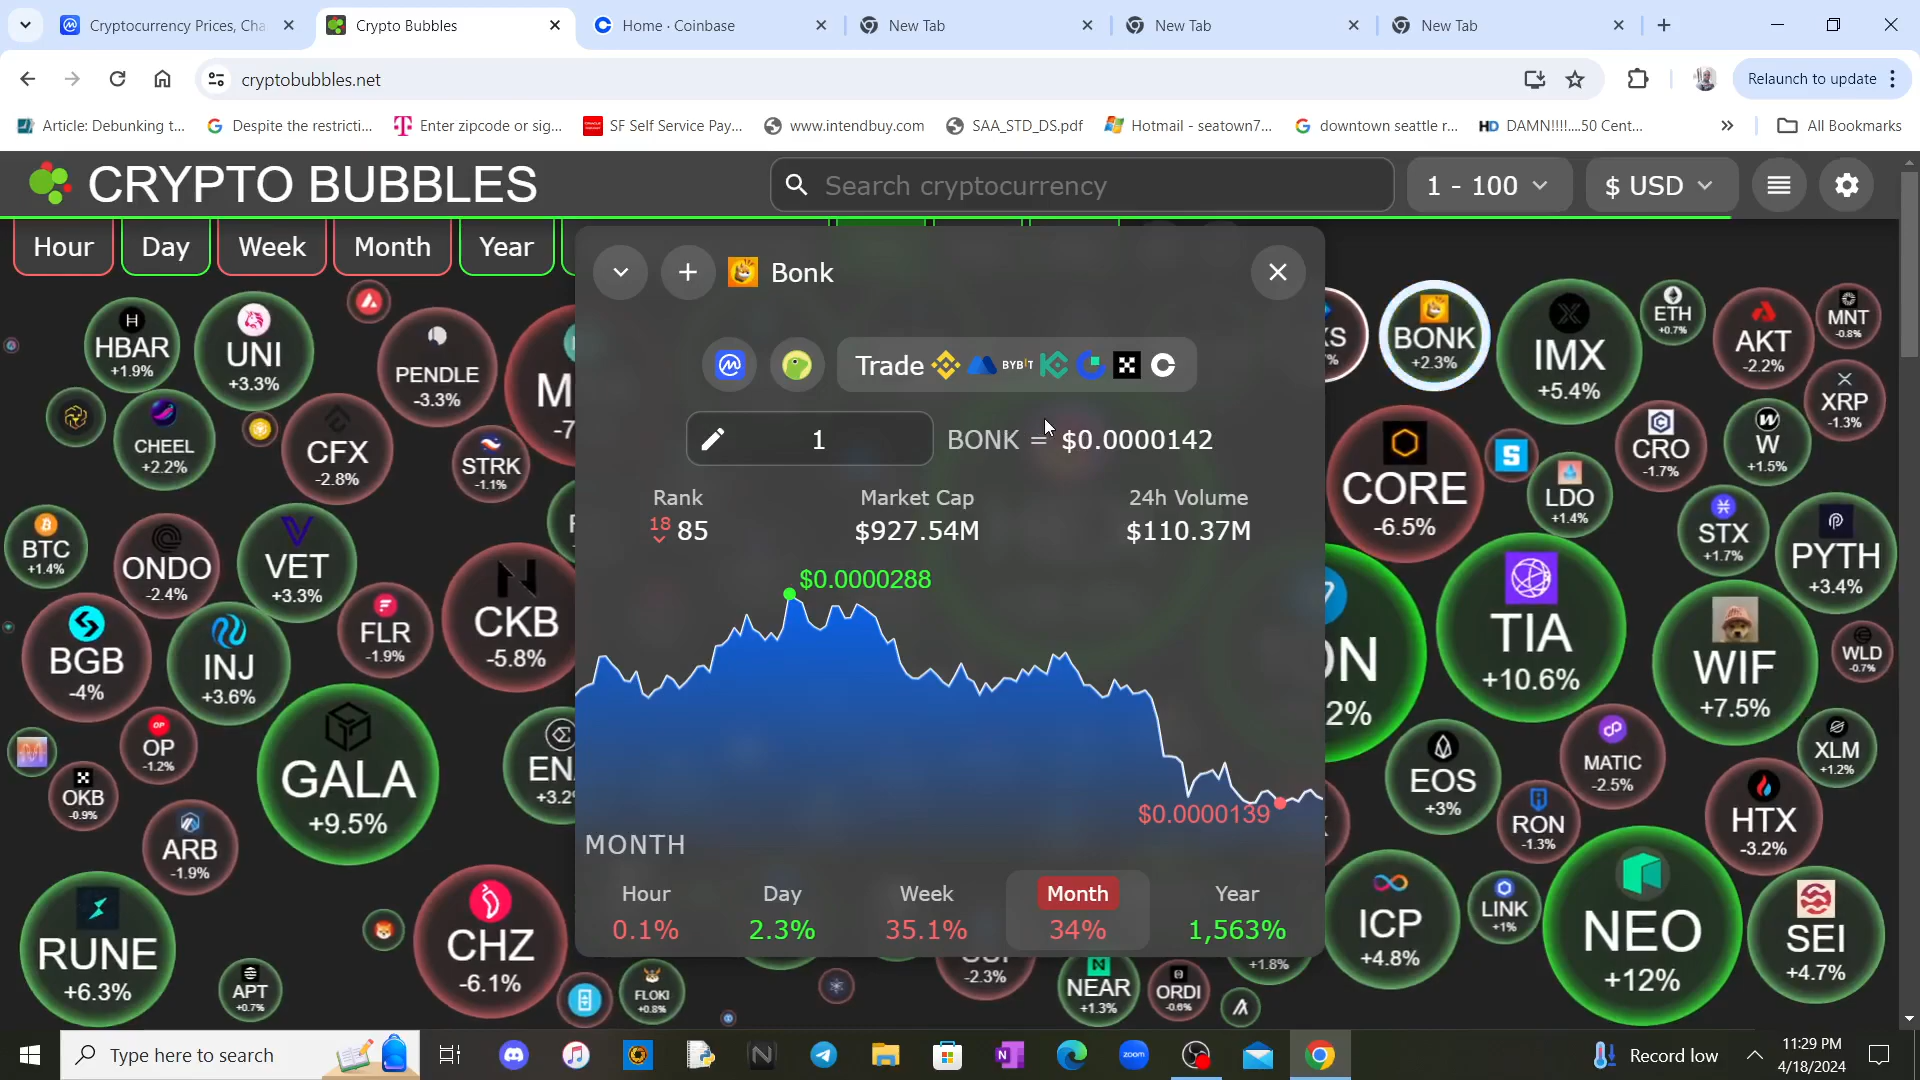 Cryptocurrency Prices, Cha
Crypto Bubbles
Home · Coinbase
New Tab
New Tab
New Tab
cryptobubbles.net
Relaunch to update
Article: Debunking t...
Despite the restricti...
Enter zipcode or sig...
SF Self Service Pay...
www.intendbuy.com
SAA_STD_DS.pdf
Hotmail - seatown7...
downtown seattle r...
HD DAMN!!!!....50 Cent...
All Bookmarks
CRYPTO BUBBLES
Search cryptocurrency
1 - 100
$ USD
Hour
Day
Week
Month
Year
Bonk
Trade
BYBIT
1
BONK = $0.0000142
Rank
18 85
Market Cap
$927.54M
24h Volume
$110.37M
$0.0000288
$0.0000139
MONTH
Hour
0.1%
Day
2.3%
Week
35.1%
Month
34%
Year
1,563%
HBAR
+1.9%
UNI
+3.3%
PENDLE
-3.3%
CHEEL
+2.2%
CFX
-2.8%
STRK
-1.1%
BTC
+1.4%
ONDO
-2.4%
VET
+3.3%
CKB
-5.8%
BGB
-4%
INJ
+3.6%
FLR
-1.9%
OP
-1.2%
OKB
-0.9%
GALA
+9.5%
ARB
-1.9%
RUNE
+6.3%
APT
+0.7%
CHZ
-6.1%
FLOKI
+0.8%
-2.3%
NEAR
+1.3%
ORDI
-0.6%
+1.8%
BONK
+2.3%
IMX
+5.4%
ETH
+0.7%
AKT
-2.2%
MNT
-0.8%
XRP
-1.3%
CORE
-6.5%
CRO
-1.7%
W
+1.5%
LDO
+1.4%
STX
+1.7%
PYTH
+3.4%
TIA
+10.6%
WIF
+7.5%
WLD
-0.7%
EOS
+3%
MATIC
-2.5%
XLM
+1.2%
RON
-1.3%
HTX
-3.2%
ICP
+4.8%
LINK
+1%
NEO
+12%
SEI
+4.7%
Type here to search
zoom
Record low
11:29 PM
4/18/2024